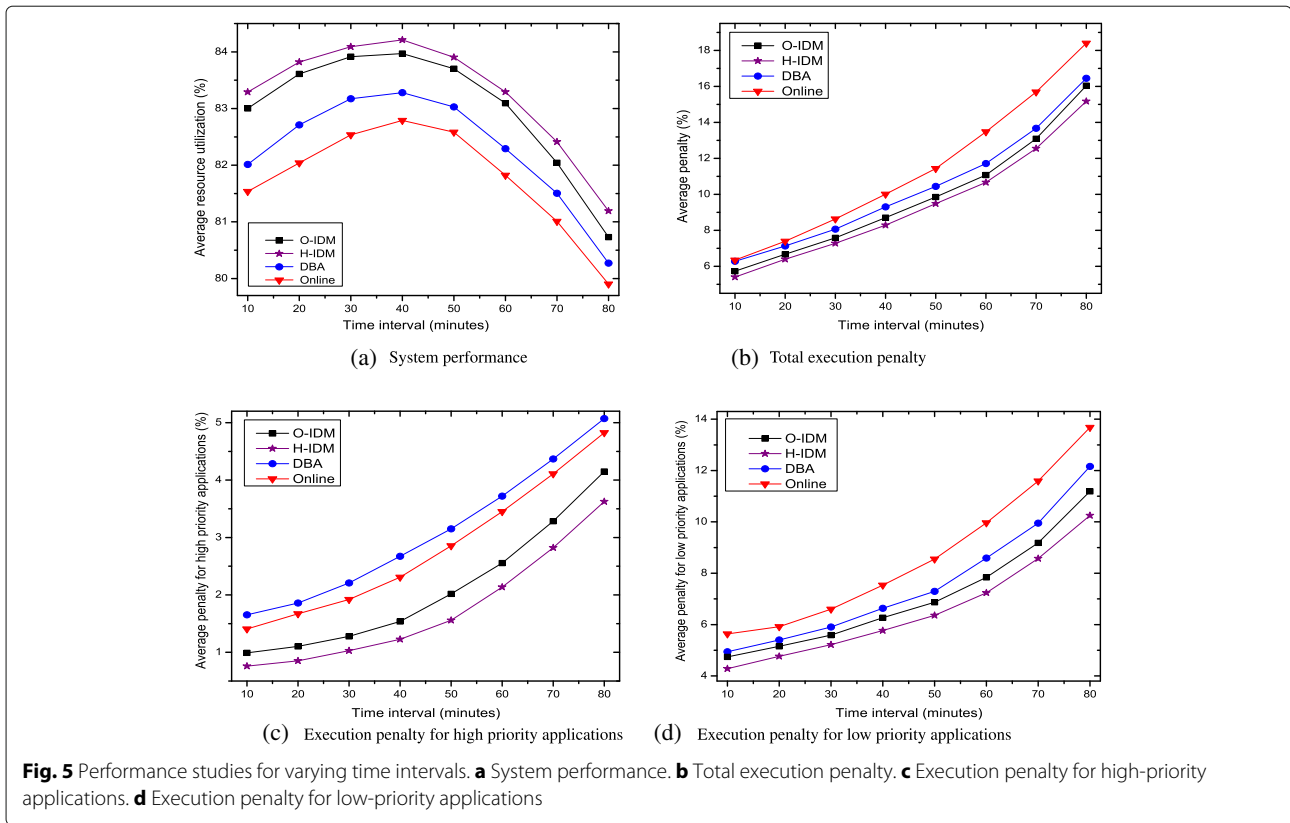 84
83
82
81
80
Average resource utilization (%)
O-IDM
H-IDM
DBA
Online
10 20 30 40 50 60 70 80
Time interval (minutes)
(a) System performance
18
16
14
12
10
8
6
Average penalty (%)
O-IDM
H-IDM
DBA
Online
10 20 30 40 50 60 70 80
Time interval (minutes)
(b) Total execution penalty
5
4
3
2
1
Average penalty for high priority applications (%)
O-IDM
H-IDM
DBA
Online
10 20 30 40 50 60 70 80
Time interval (minutes)
(c) Execution penalty for high priority applications
14
12
10
8
6
4
Average penalty for low priority applications (%)
O-IDM
H-IDM
DBA
Online
10 20 30 40 50 60 70 80
Time interval (minutes)
(d) Execution penalty for low priority applications
Fig. 5 Performance studies for varying time intervals. a System performance. b Total execution penalty. c Execution penalty for high-priority
applications. d Execution penalty for low-priority applications